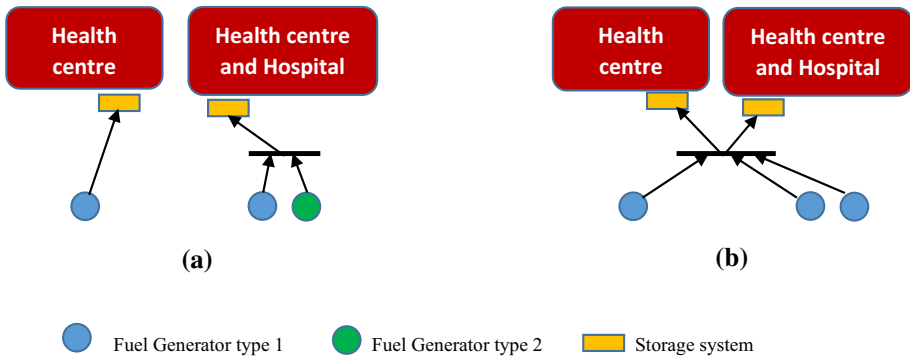 Health
centre
Health centre
and Hospital
Health
centre
Health centre
and Hospital
(a)
(b)
Fuel Generator type 1
Fuel Generator type 2
Storage system